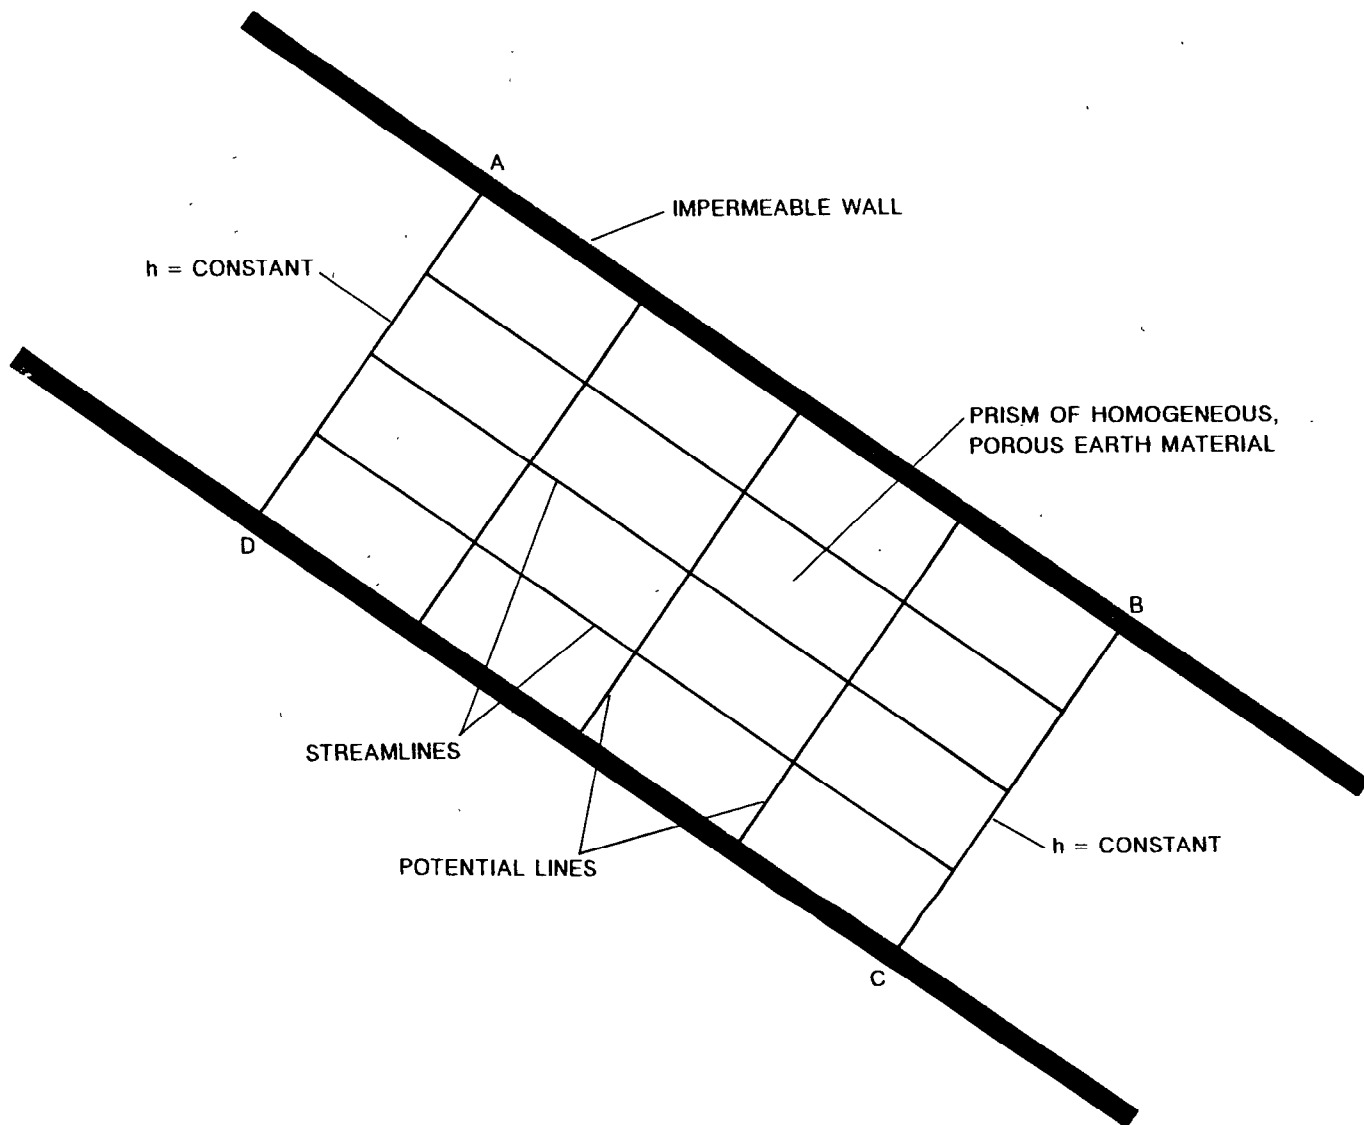 A
IMPERMEABLE WALL
h = CONSTANT
PRISM OF HOMOGENEOUS,
POROUS EARTH MATERIAL
D
B
STREAMLINES
POTENTIAL LINES
h = CONSTANT
C